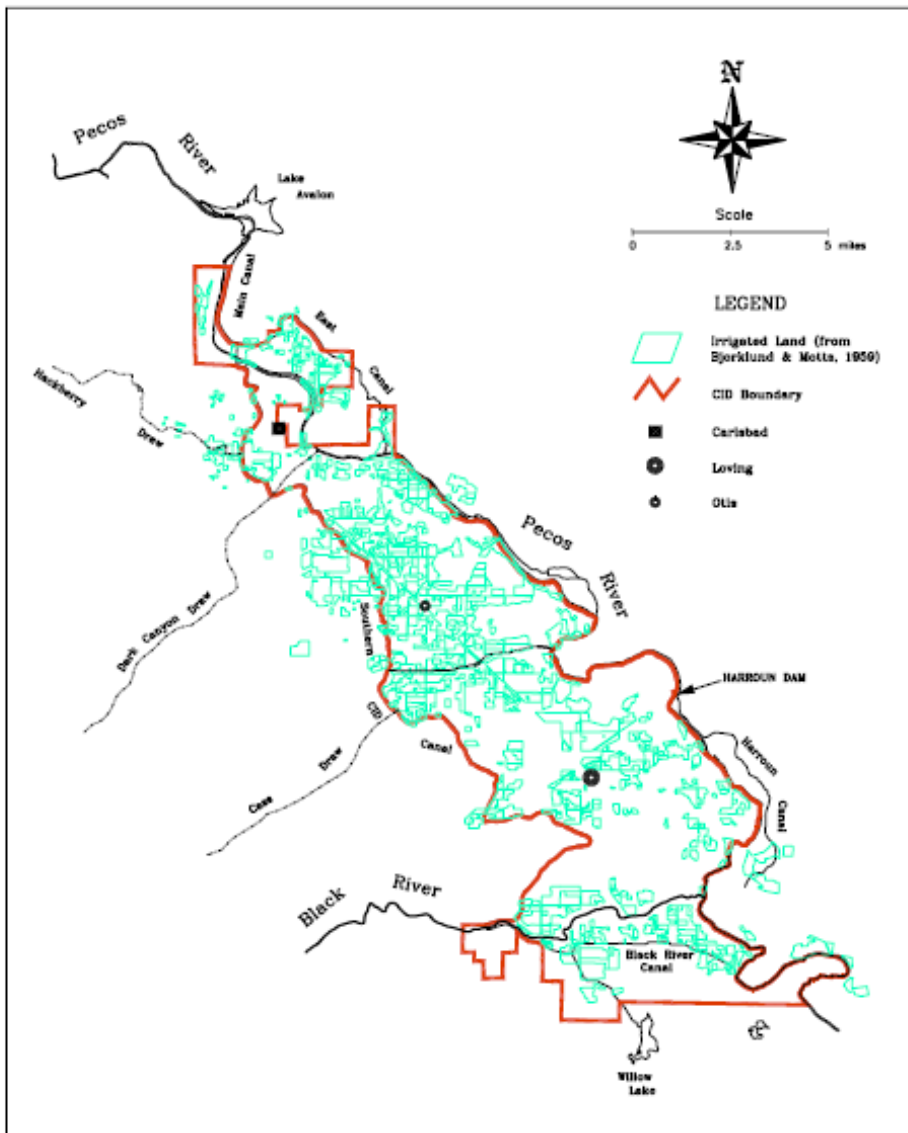 N
Pecos
River
Lake
Avalon
Scale
0 2.5 5 miles
Main Canal
East
Canal
LEGEND
Irrigated Land (from
Bjorklund & Motts, 1959)
CID Boundary
Carlsbad
Loving
Otis
Hackberry
Draw
Pecos
River
Dark Canyon Draw
Southern
CID
Canal
HARROUN DAM
Harroun
Canal
Cass Draw
Black
River
Black River
Canal
Willow
Lake